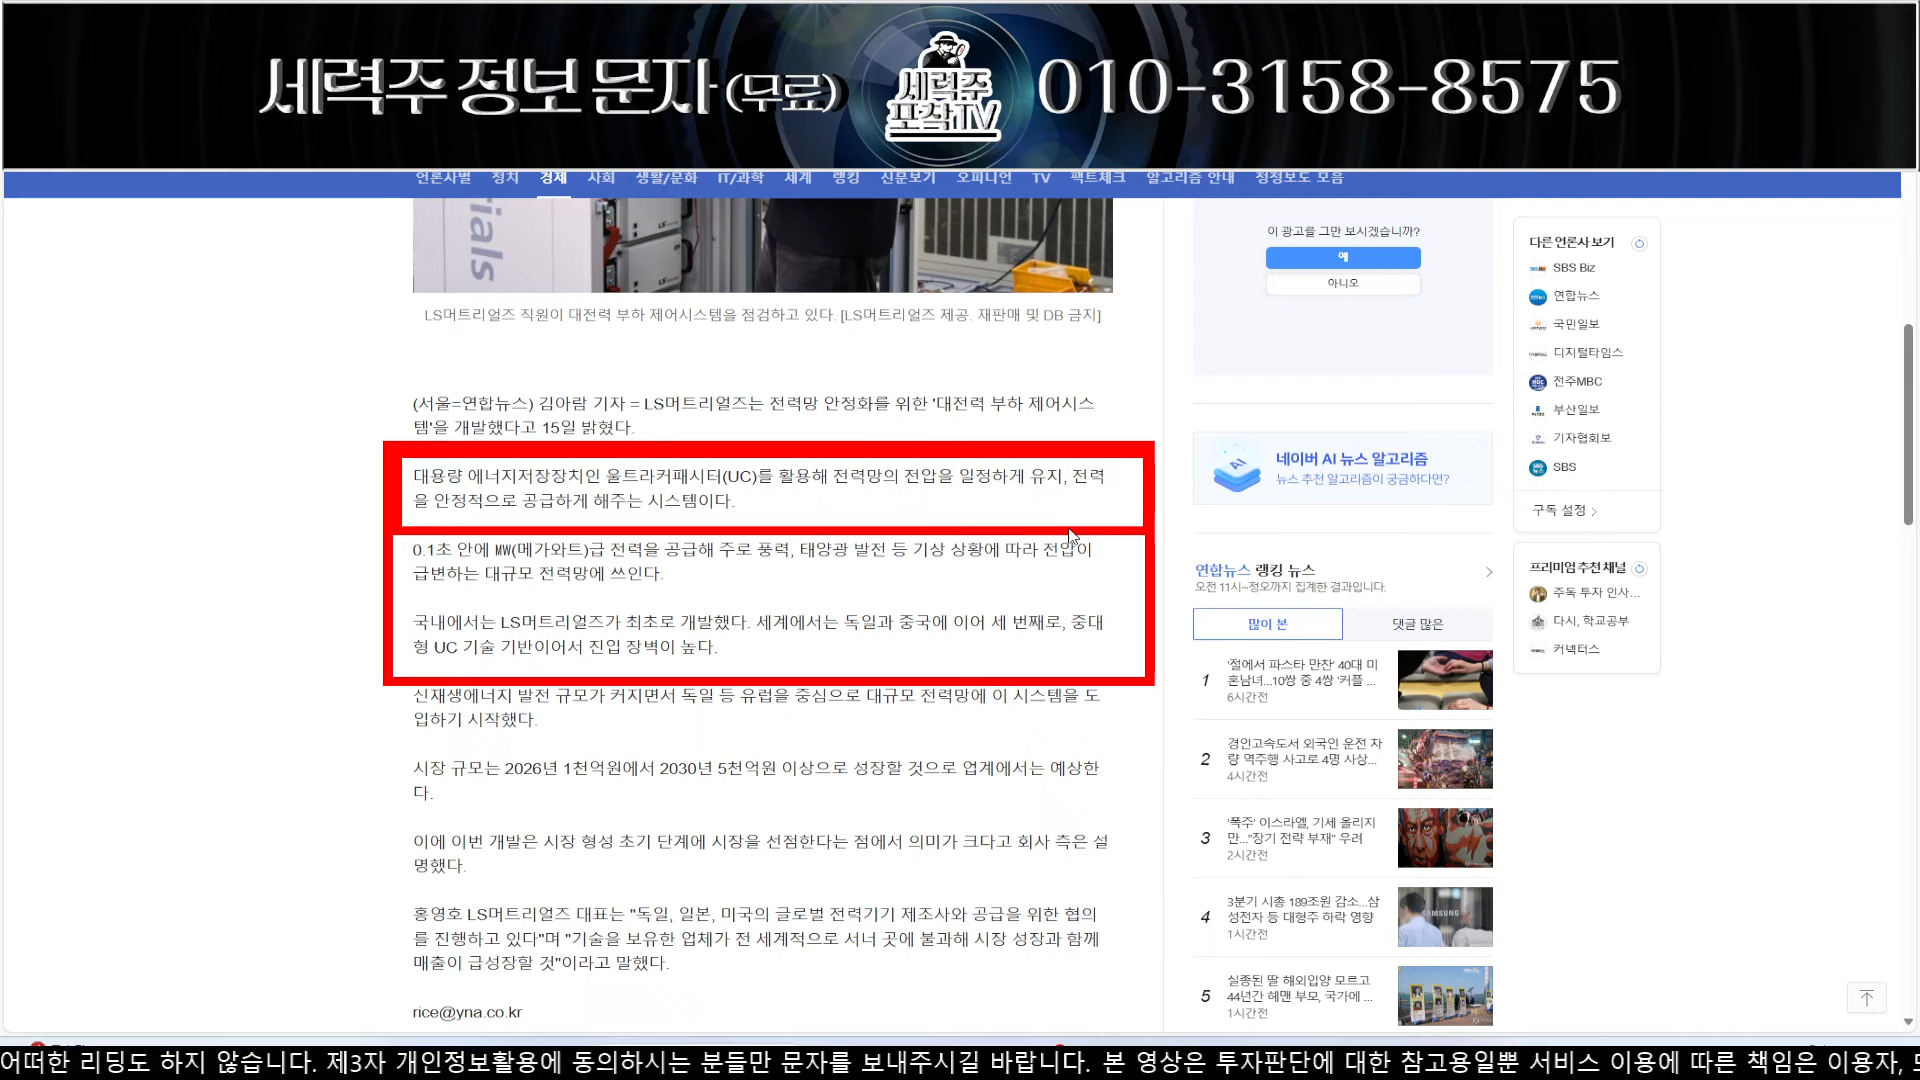 세력주 정보 문자 (무료)
세력주
포착TV
010-3158-8575
언론사별 정치 경제 사회 생활/문화 IT/과학 세계 랭킹 신문보기 오피니언 TV 팩트체크 알고리즘 안내 정정보도 모음
rials
LS머트리얼즈 직원이 대전력 부하 제어시스템을 점검하고 있다. [LS머트리얼즈 제공. 재판매 및 DB 금지]
(서울=연합뉴스) 김아람 기자 = LS머트리얼즈는 전력망 안정화를 위한 '대전력 부하 제어시스
템'을 개발했다고 15일 밝혔다.
대용량 에너지저장장치인 울트라커패시터(UC)를 활용해 전력망의 전압을 일정하게 유지, 전력
을 안정적으로 공급하게 해주는 시스템이다.
0.1초 안에 ㎿(메가와트)급 전력을 공급해 주로 풍력, 태양광 발전 등 기상 상황에 따라 전압이
급변하는 대규모 전력망에 쓰인다.
국내에서는 LS머트리얼즈가 최초로 개발했다. 세계에서는 독일과 중국에 이어 세 번째로, 중대
형 UC 기술 기반이어서 진입 장벽이 높다.
신재생에너지 발전 규모가 커지면서 독일 등 유럽을 중심으로 대규모 전력망에 이 시스템을 도
입하기 시작했다.
시장 규모는 2026년 1천억원에서 2030년 5천억원 이상으로 성장할 것으로 업계에서는 예상한
다.
이에 이번 개발은 시장 형성 초기 단계에 시장을 선점한다는 점에서 의미가 크다고 회사 측은 설
명했다.
홍영호 LS머트리얼즈 대표는 "독일, 일본, 미국의 글로벌 전력기기 제조사와 공급을 위한 협의
를 진행하고 있다"며 "기술을 보유한 업체가 전 세계적으로 서너 곳에 불과해 시장 성장과 함께
매출이 급성장할 것"이라고 말했다.
rice@yna.co.kr
이 광고를 그만 보시겠습니까?
예
아니오
AI
네이버 AI 뉴스 알고리즘
뉴스 추천 알고리즘이 궁금하다면?
연합뉴스 랭킹 뉴스
오전 11시~정오까지 집계한 결과입니다.
많이 본
댓글 많은
1
'절에서 파스타 만찬' 40대 미
혼남녀...10쌍 중 4쌍 '커플 ...
6시간전
2
경인고속도서 외국인 운전 차
량 역주행 사고로 4명 사상...
4시간전
3
'폭주' 이스라엘, 기세 올리지
만..."장기 전략 부재" 우려
2시간전
4
3분기 시총 189조원 감소...삼
성전자 등 대형주 하락 영향
1시간전
SAMSUNG
5
실종된 딸 해외입양 모르고
44년간 헤맨 부모, 국가에 ...
1시간전
다른 언론사 보기
SBS Biz
연합뉴스
국민일보
디지털타임스
전주MBC
부산일보
기자협회보
SBS
구독 설정 >
프리미엄 추천 채널
주독 투자 인사...
다시, 학교공부
커넥터스
어떠한 리딩도 하지 않습니다. 제3자 개인정보활용에 동의하시는 분들만 문자를 보내주시길 바랍니다. 본 영상은 투자판단에 대한 참고용일뿐 서비스 이용에 따른 책임은 이용자,